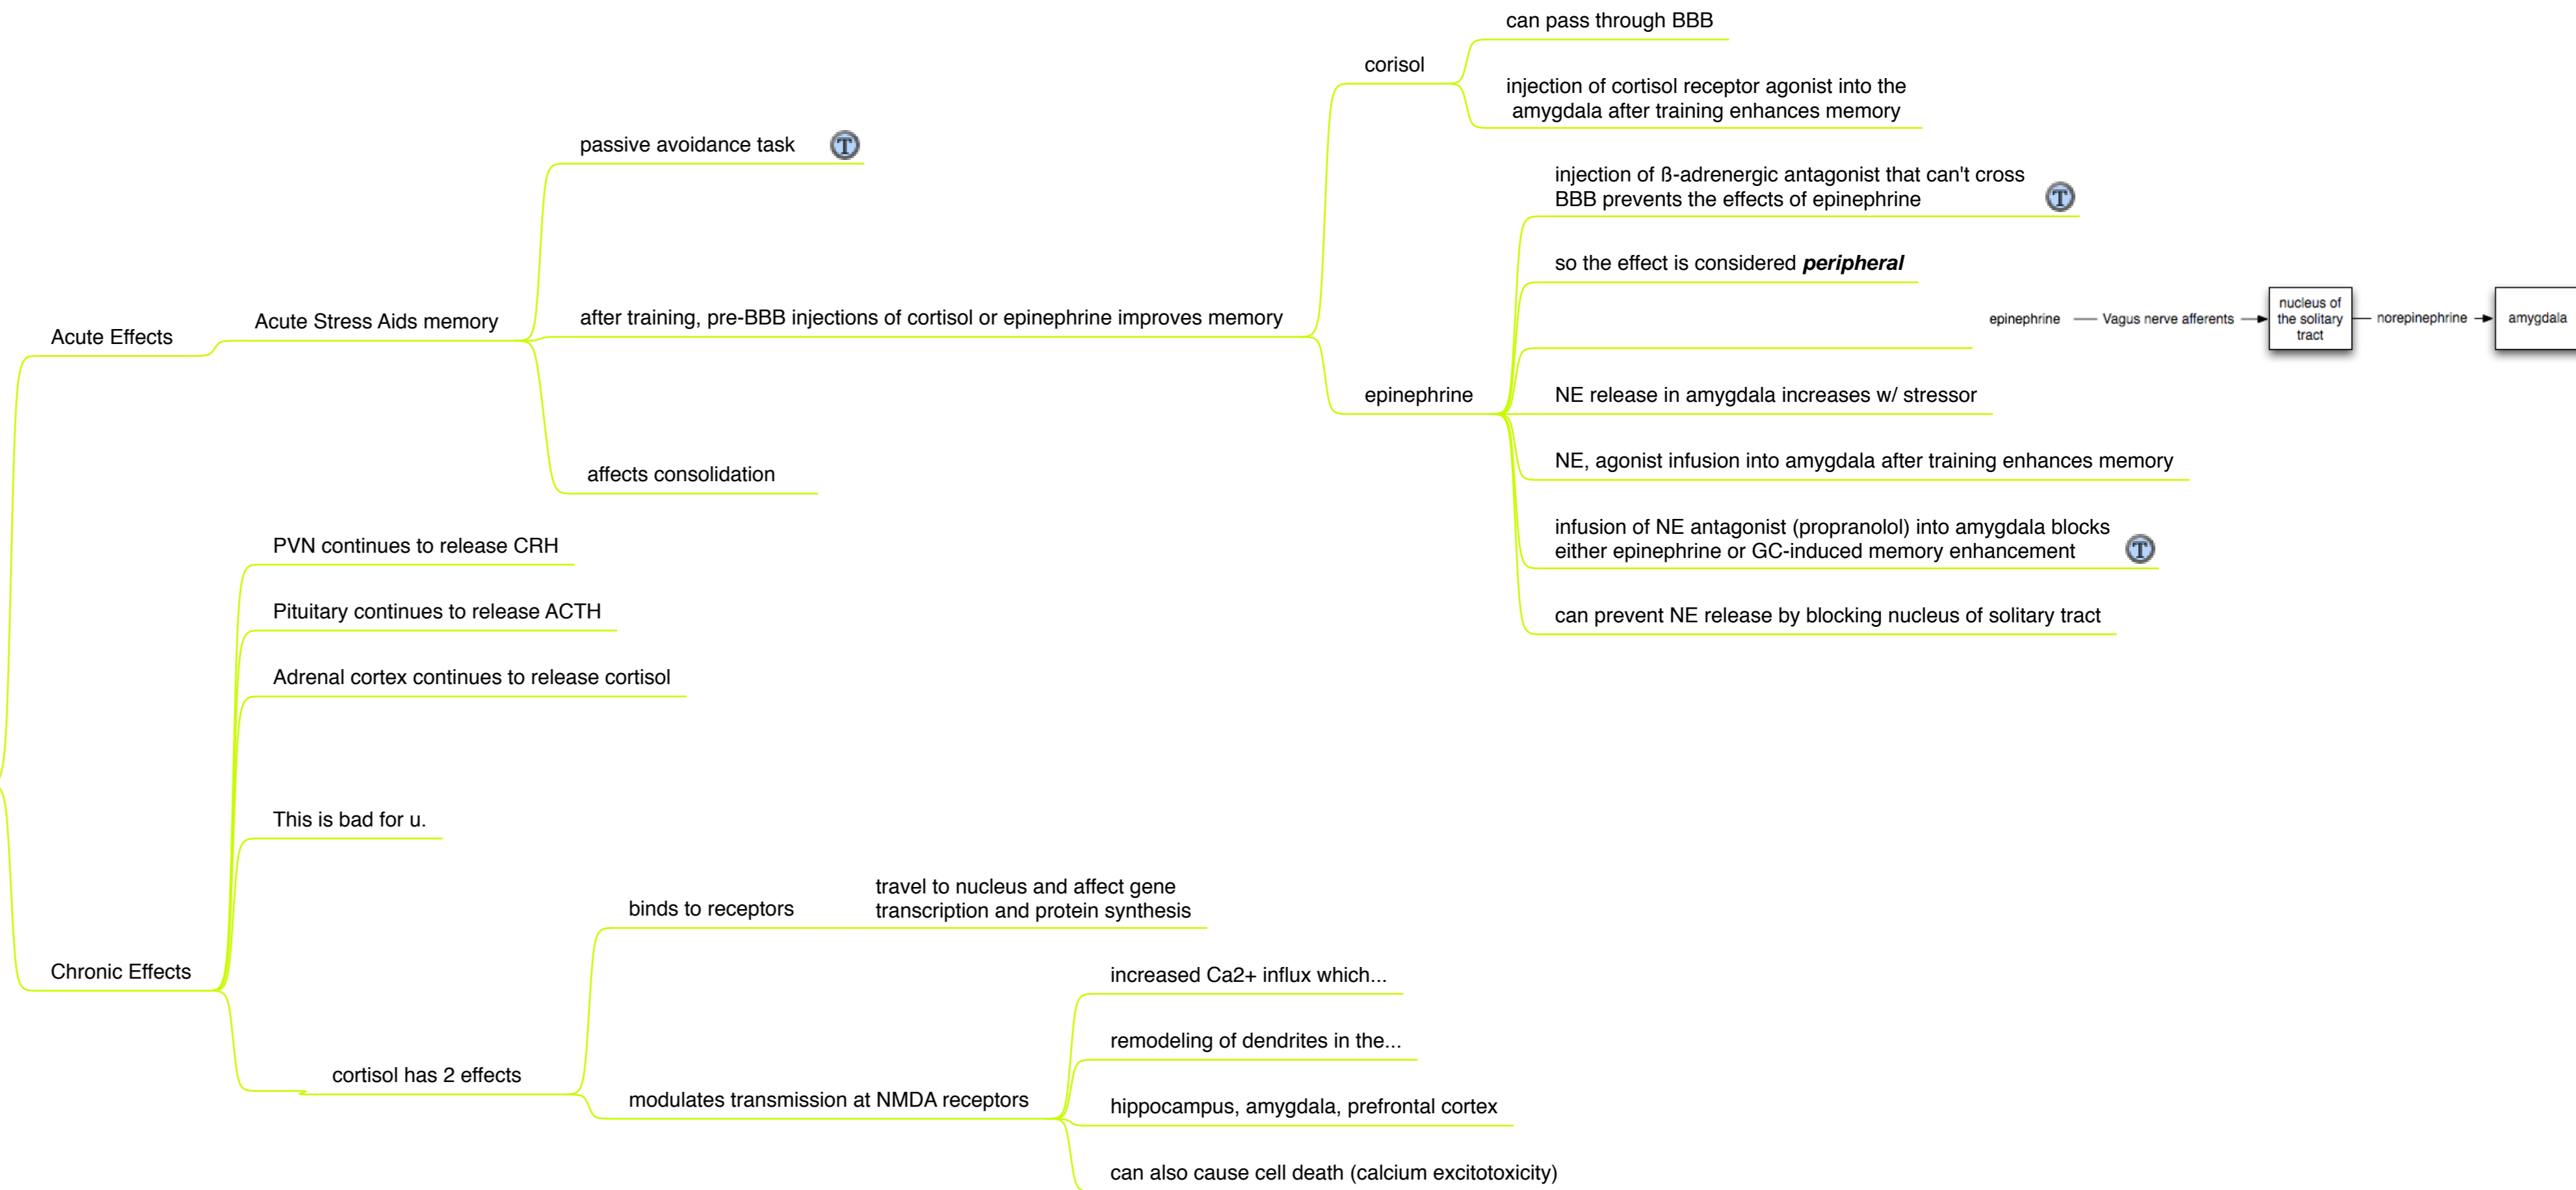 can pass through BBB
corisol
injection of cortisol receptor agonist into the
amygdala after training enhances memory
passive avoidance task
T
injection of ß-adrenergic antagonist that can't cross
BBB prevents the effects of epinephrine
T
so the effect is considered peripheral
Acute Effects
Acute Stress Aids memory
after training, pre-BBB injections of cortisol or epinephrine improves memory
epinephrine
Vagus nerve afferents
nucleus of
the solitary
tract
norepinephrine
amygdala
epinephrine
NE release in amygdala increases w/ stressor
NE, agonist infusion into amygdala after training enhances memory
affects consolidation
infusion of NE antagonist (propranolol) into amygdala blocks
either epinephrine or GC-induced memory enhancement
T
can prevent NE release by blocking nucleus of solitary tract
PVN continues to release CRH
Pituitary continues to release ACTH
Adrenal cortex continues to release cortisol
This is bad for u.
Chronic Effects
binds to receptors
travel to nucleus and affect gene
transcription and protein synthesis
cortisol has 2 effects
modulates transmission at NMDA receptors
increased Ca2+ influx which...
remodeling of dendrites in the...
hippocampus, amygdala, prefrontal cortex
can also cause cell death (calcium excitotoxicity)